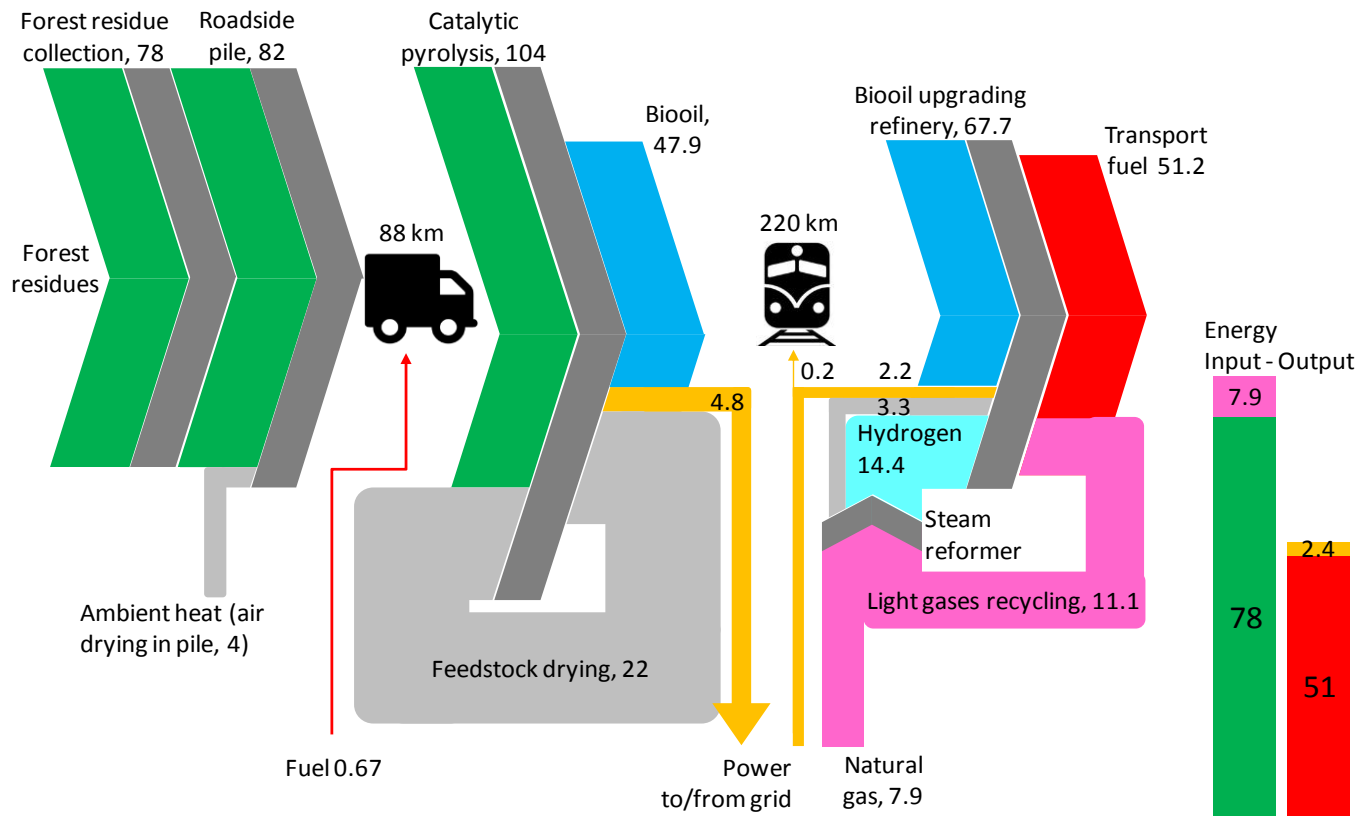 Forest residue
collection, 78
Roadside
pile, 82
Catalytic
pyrolysis, 104
Biooil,
47.9
Biooil upgrading
refinery, 67.7
Transport
fuel 51.2
Forest
residues
88 km
220 km
Energy
Input - Output
0.2
2.2
7.9
4.8
3.3
Hydrogen
14.4
Steam
reformer
2.4
Ambient heat (air
drying in pile, 4)
Light gases recycling, 11.1
78
Feedstock drying, 22
51
Fuel 0.67
Power
to/from grid
Natural
gas, 7.9